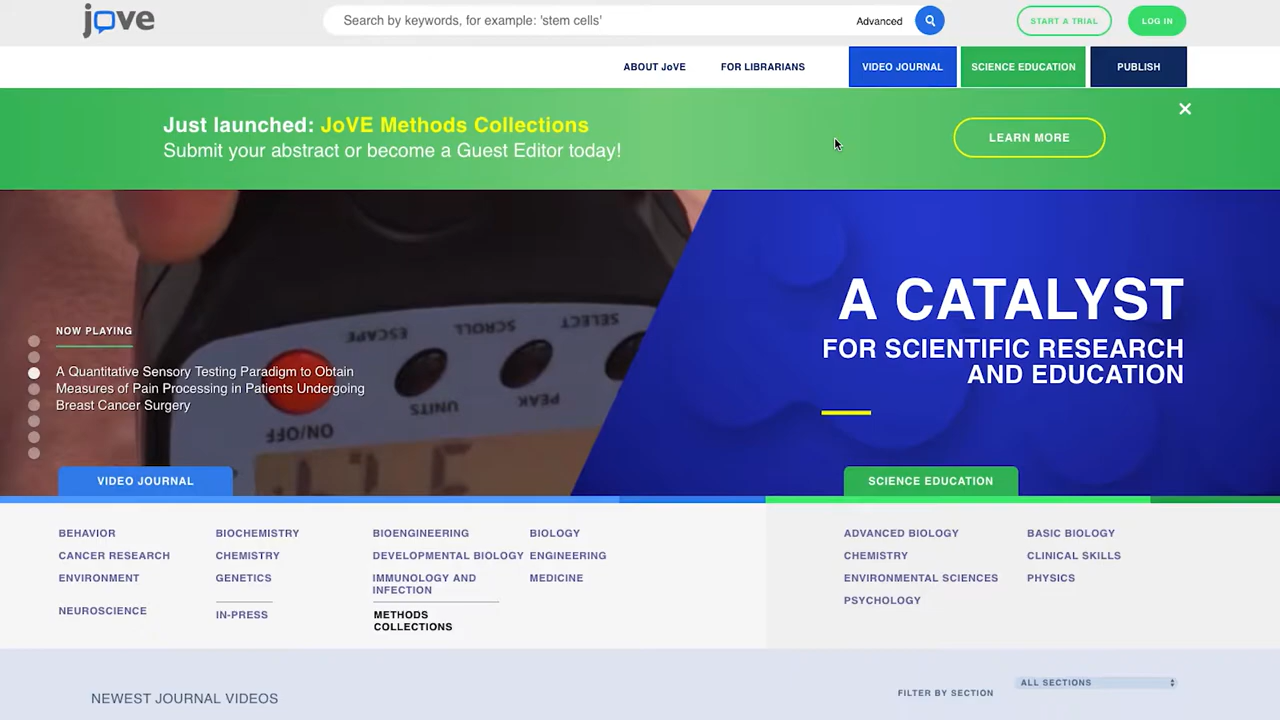 jove
Search by keywords, for example: 'stem cells'
Advanced
START A TRIAL
LOG IN
ABOUT JoVE
FOR LIBRARIANS
VIDEO JOURNAL
SCIENCE EDUCATION
PUBLISH
Just launched: JoVE Methods Collections
Submit your abstract or become a Guest Editor today!
LEARN MORE
ESCAPE
SCROLL
SELECT
UNITS
PEAK
ON/OFF
NOW PLAYING
A Quantitative Sensory Testing Paradigm to Obtain
Measures of Pain Processing in Patients Undergoing
Breast Cancer Surgery
A CATALYST
FOR SCIENTIFIC RESEARCH
AND EDUCATION
VIDEO JOURNAL
BEHAVIOR
BIOCHEMISTRY
BIOENGINEERING
BIOLOGY
CANCER RESEARCH
CHEMISTRY
DEVELOPMENTAL BIOLOGY
ENGINEERING
ENVIRONMENT
GENETICS
IMMUNOLOGY AND
INFECTION
MEDICINE
NEUROSCIENCE
IN-PRESS
METHODS
COLLECTIONS
SCIENCE EDUCATION
ADVANCED BIOLOGY
BASIC BIOLOGY
CHEMISTRY
CLINICAL SKILLS
ENVIRONMENTAL SCIENCES
PHYSICS
PSYCHOLOGY
NEWEST JOURNAL VIDEOS
FILTER BY SECTION
ALL SECTIONS